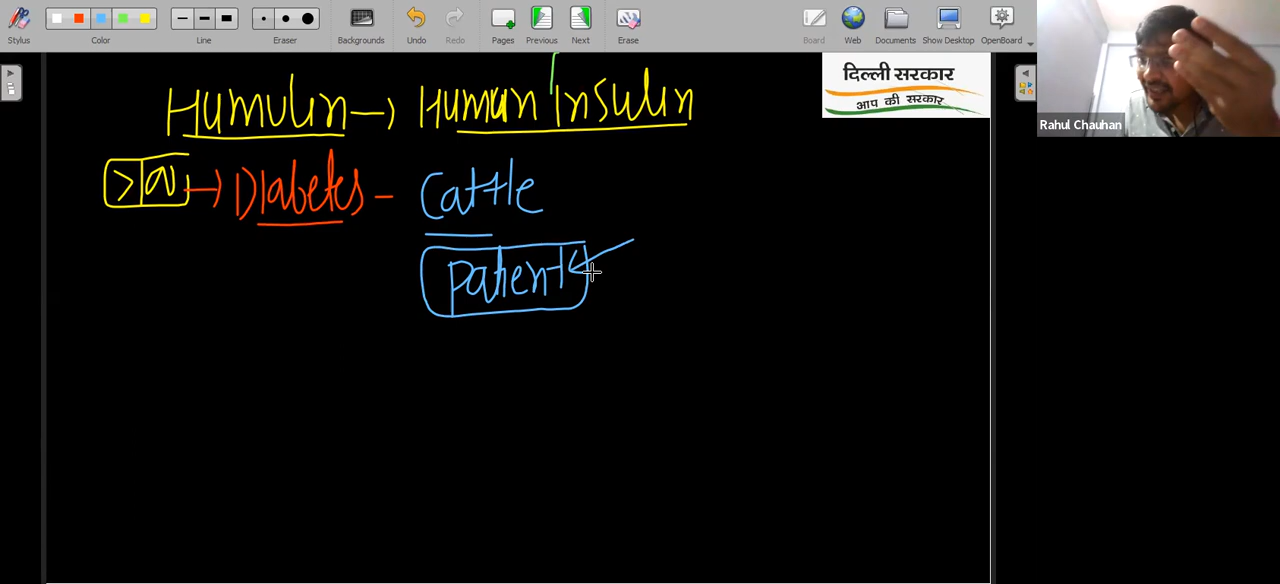 Stylus Color Line Eraser Backgrounds Undo Redo Pages Previous Next Erase Board Web Documents Show Desktop OpenBoard
Humulin → Human Insulin
दिल्ली सरकार
आप की सरकार
Rahul Chauhan
→ Diabetes - Cattle
Patient